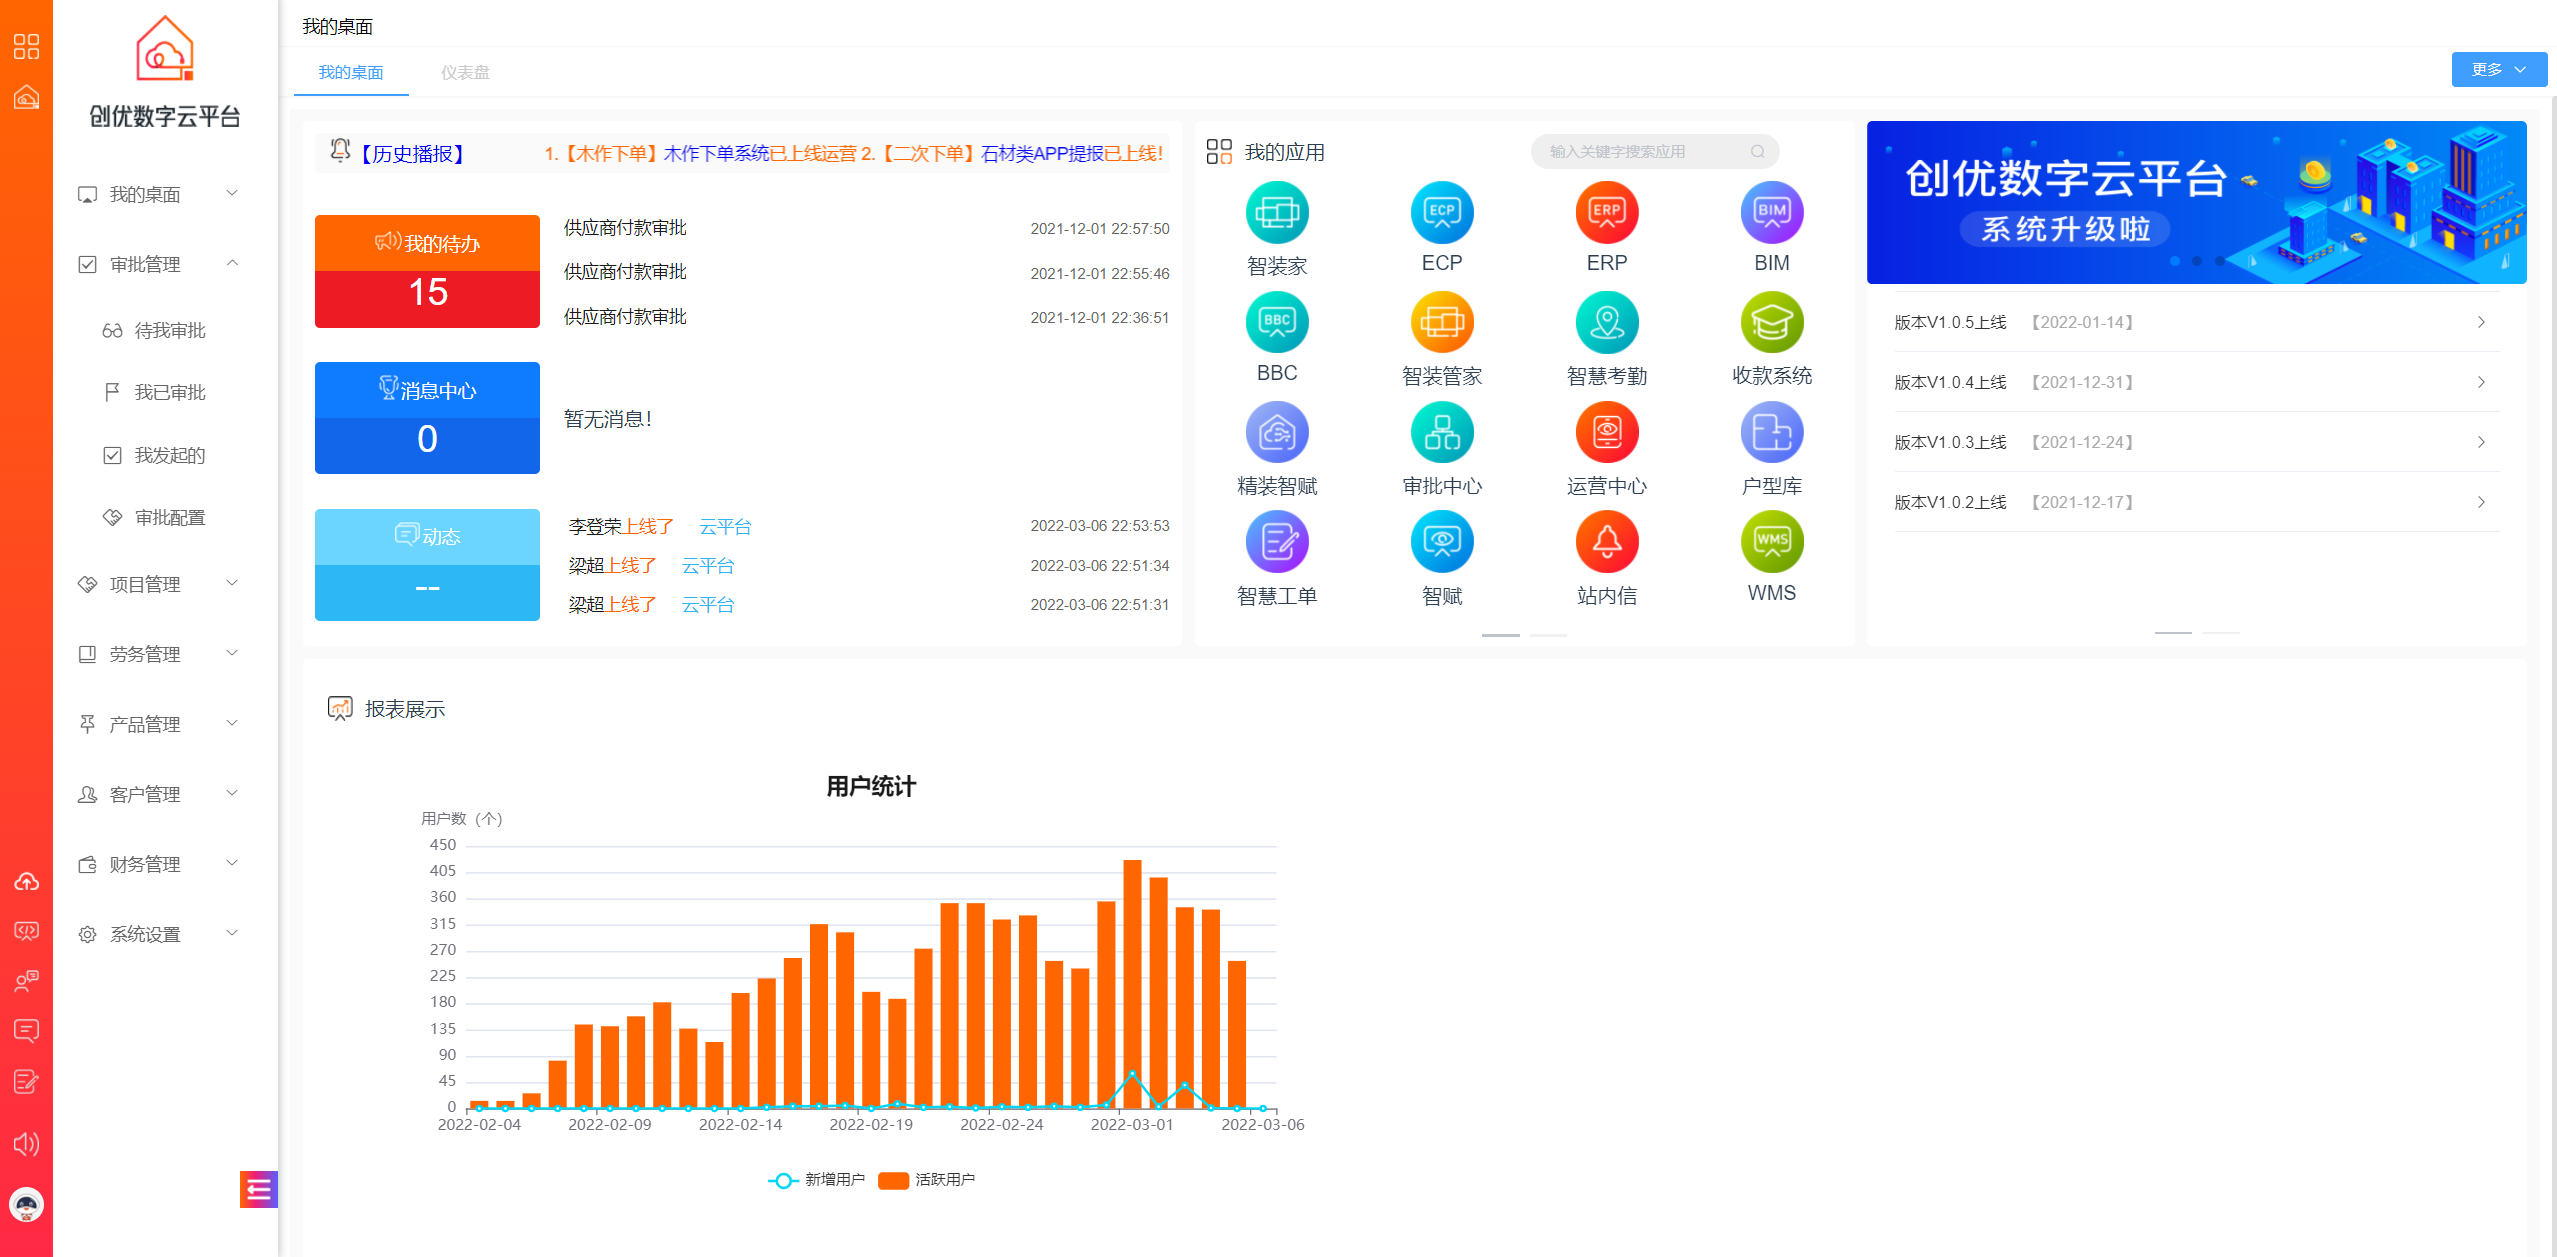 创优数字云平台
我的桌面
审批管理
待我审批
我已审批
我发起的
审批配置
项目管理
劳务管理
产品管理
客户管理
财务管理
系统设置
我的桌面
我的桌面 仪表盘 更多
【历史播报】 1.【木作下单】木作下单系统已上线运营 2.【二次下单】石材类APP提报已上线!
我的待办
15
供应商付款审批 2021-12-01 22:57:50
供应商付款审批 2021-12-01 22:55:46
供应商付款审批 2021-12-01 22:36:51
消息中心
0
暂无消息!
动态
--
李登荣上线了 云平台 2022-03-06 22:53:53
梁超上线了 云平台 2022-03-06 22:51:34
梁超上线了 云平台 2022-03-06 22:51:31
我的应用 输入关键字搜索应用
ECP ERP BIM
智装家 ECP ERP BIM
BBC
BBC 智装管家 智慧考勤 收款系统
精装智赋 审批中心 运营中心 户型库
WMS
智慧工单 智赋 站内信 WMS
创优数字云平台
系统升级啦
版本V1.0.5上线 【2022-01-14】
版本V1.0.4上线 【2021-12-31】
版本V1.0.3上线 【2021-12-24】
版本V1.0.2上线 【2021-12-17】
报表展示
用户统计
用户数（个）
450
405
360
315
270
225
180
135
90
45
0
2022-02-04 2022-02-09 2022-02-14 2022-02-19 2022-02-24 2022-03-01 2022-03-06
新增用户 活跃用户